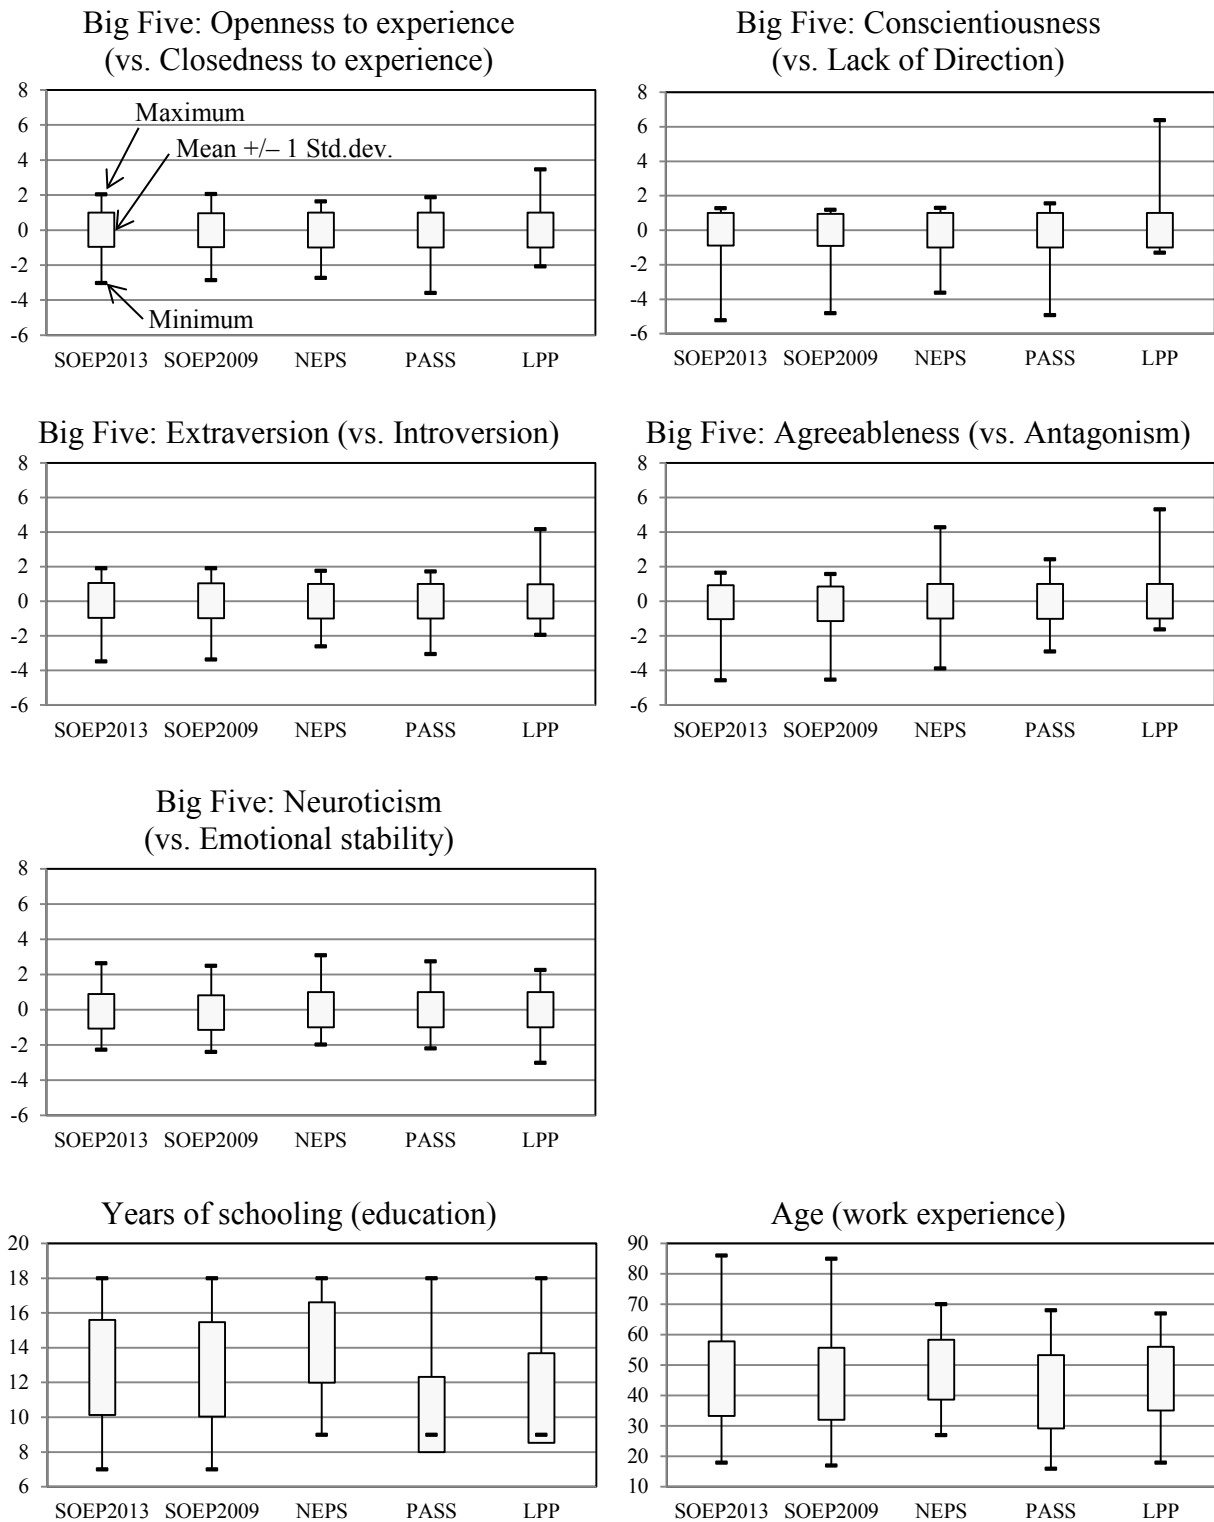 Big Five: Openness to experience
(vs. Closedness to experience)
8
6
4
2
0
-2
-4
-6
Maximum
Mean +/– 1 Std.dev.
Minimum
SOEP2013 SOEP2009 NEPS PASS LPP
Big Five: Conscientiousness
(vs. Lack of Direction)
8
6
4
2
0
-2
-4
-6
SOEP2013 SOEP2009 NEPS PASS LPP
Big Five: Extraversion (vs. Introversion)
8
6
4
2
0
-2
-4
-6
SOEP2013 SOEP2009 NEPS PASS LPP
Big Five: Agreeableness (vs. Antagonism)
8
6
4
2
0
-2
-4
-6
SOEP2013 SOEP2009 NEPS PASS LPP
Big Five: Neuroticism
(vs. Emotional stability)
8
6
4
2
0
-2
-4
-6
SOEP2013 SOEP2009 NEPS PASS LPP
Years of schooling (education)
20
18
16
14
12
10
8
6
SOEP2013 SOEP2009 NEPS PASS LPP
Age (work experience)
90
80
70
60
50
40
30
20
10
SOEP2013 SOEP2009 NEPS PASS LPP